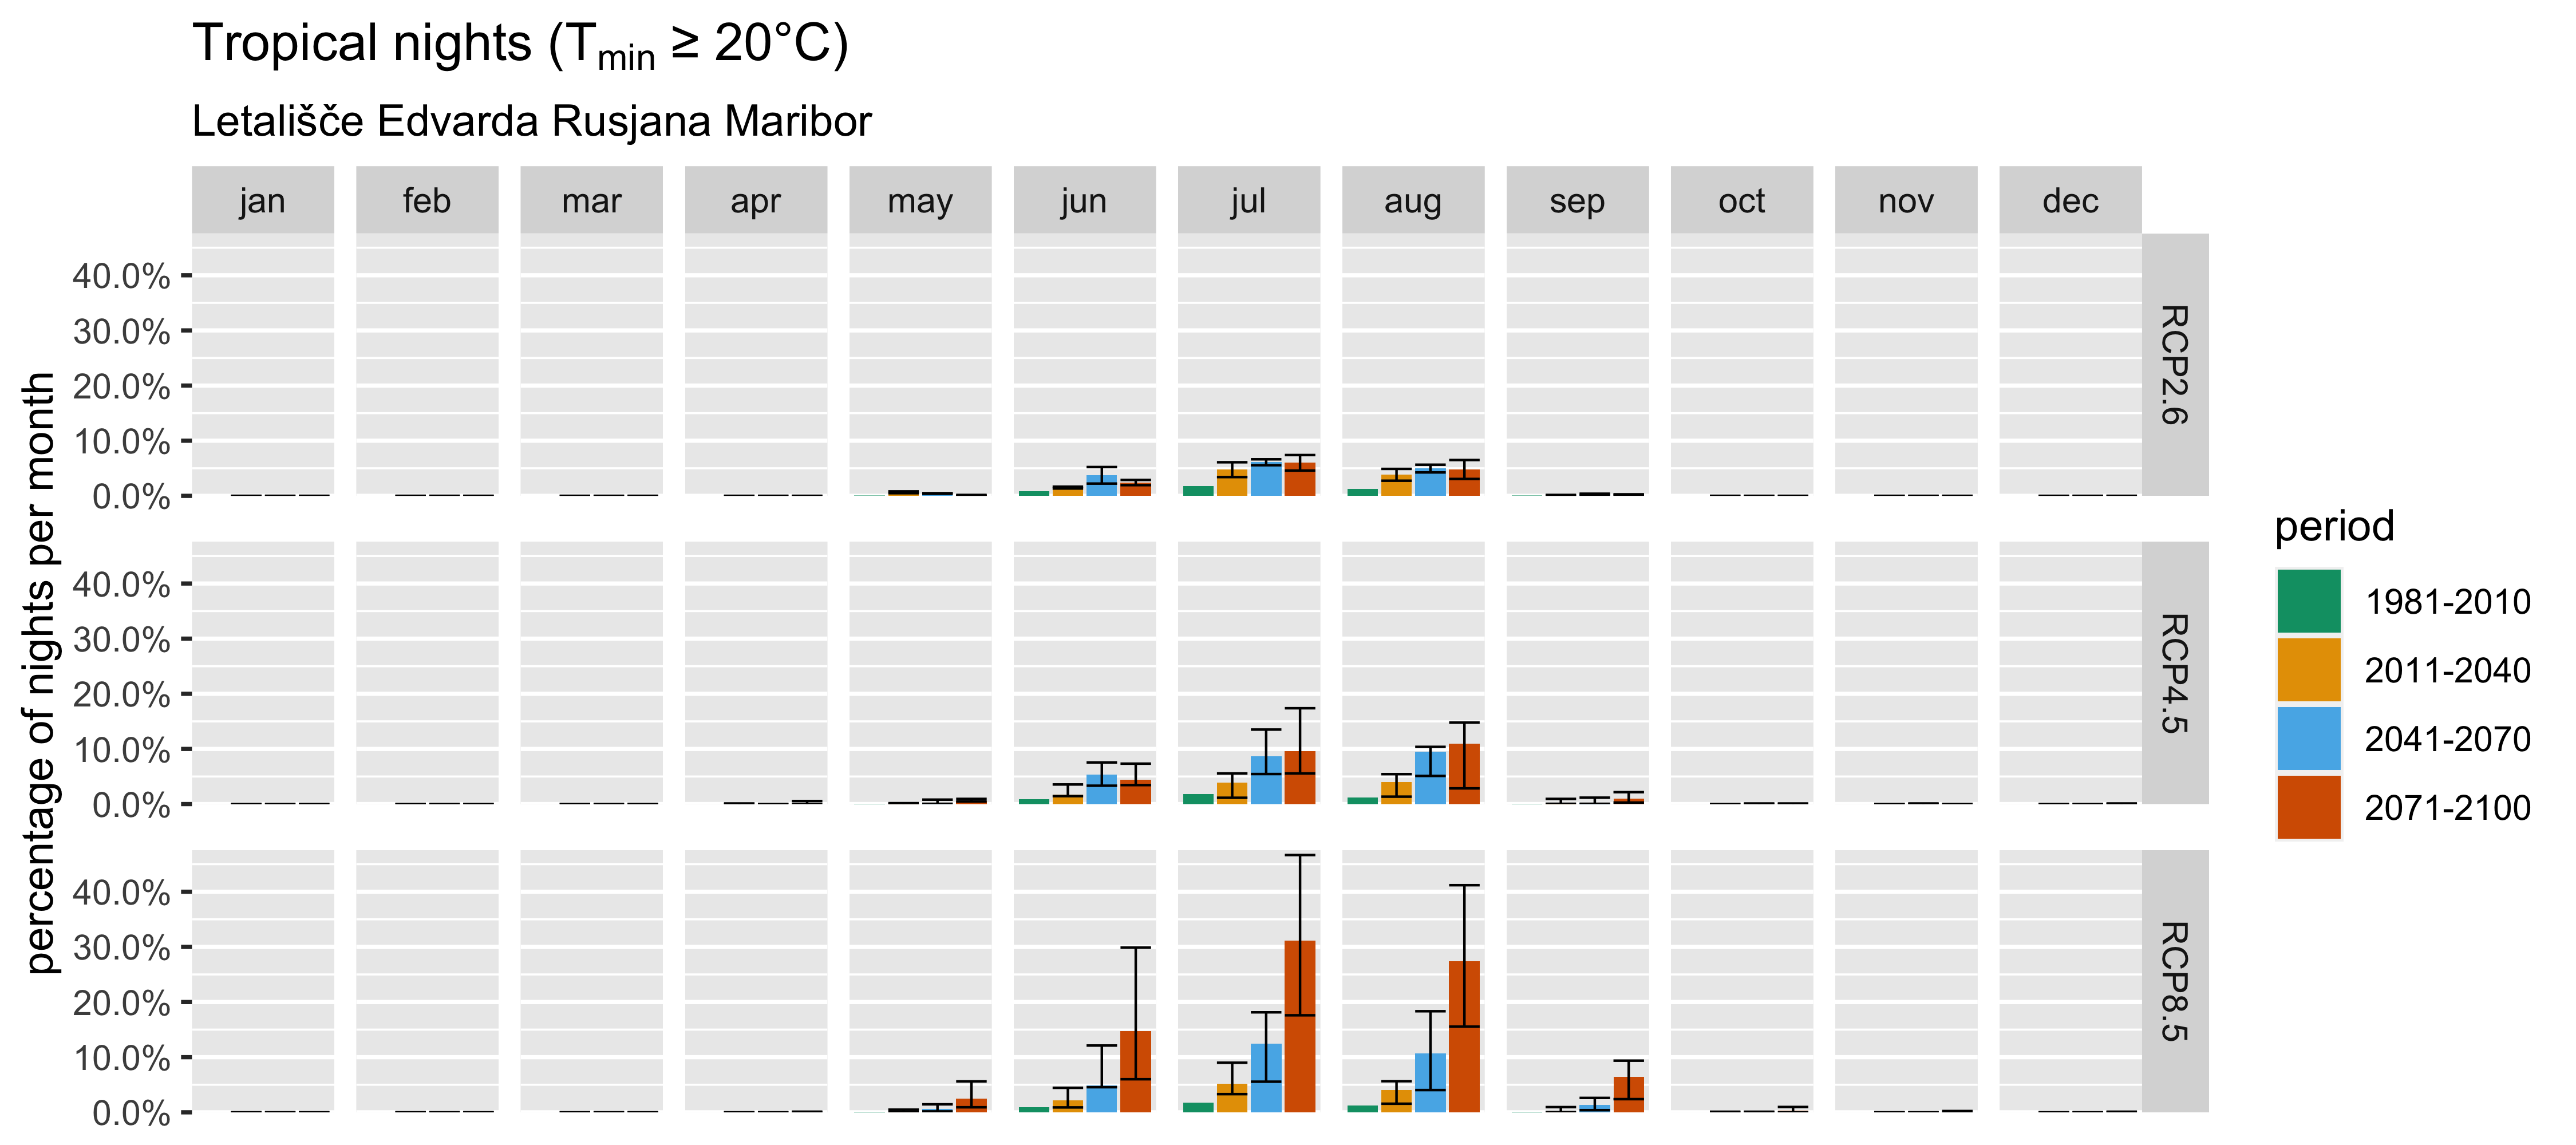 Tropical nights (Tmin ≥ 20°C)
Letališče Edvarda Rusjana Maribor
jan feb mar apr may jun jul aug sep oct nov dec
percentage of nights per month
40.0%
30.0%
20.0%
10.0%
0.0%
RCP2.6
40.0%
30.0%
20.0%
10.0%
0.0%
RCP4.5
40.0%
30.0%
20.0%
10.0%
0.0%
RCP8.5
period
1981-2010
2011-2040
2041-2070
2071-2100